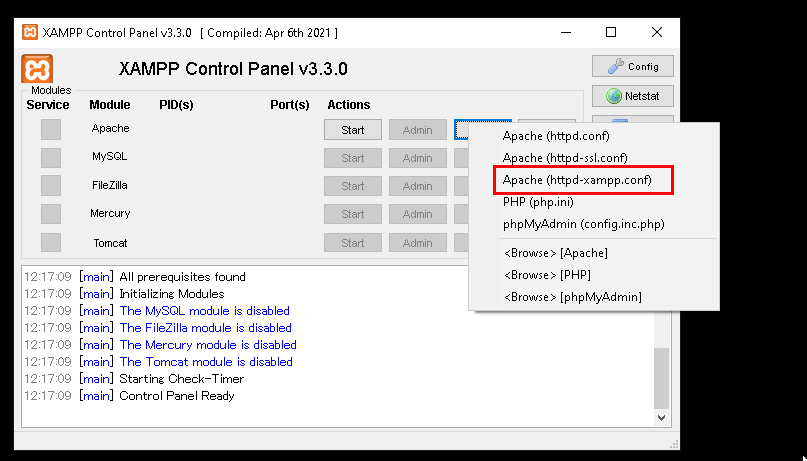 XAMPP Control Panel v3.3.0 [ Compiled: Apr 6th 2021 ]
XAMPP Control Panel v3.3.0
Config
Netstat
Modules
Service Module PID(s) Port(s) Actions
Apache Start Admin
MySQL Start Admin
FileZilla Start Admin
Mercury Start Admin
Tomcat Start Admin
Apache (httpd.conf)
Apache (httpd-ssl.conf)
Apache (httpd-xampp.conf)
PHP (php.ini)
phpMyAdmin (config.inc.php)
<Browse> [Apache]
<Browse> [PHP]
<Browse> [phpMyAdmin]
12:17:09 [main] All prerequisites found
12:17:09 [main] Initializing Modules
12:17:09 [main] The MySQL module is disabled
12:17:09 [main] The FileZilla module is disabled
12:17:09 [main] The Mercury module is disabled
12:17:09 [main] The Tomcat module is disabled
12:17:09 [main] Starting Check-Timer
12:17:09 [main] Control Panel Ready